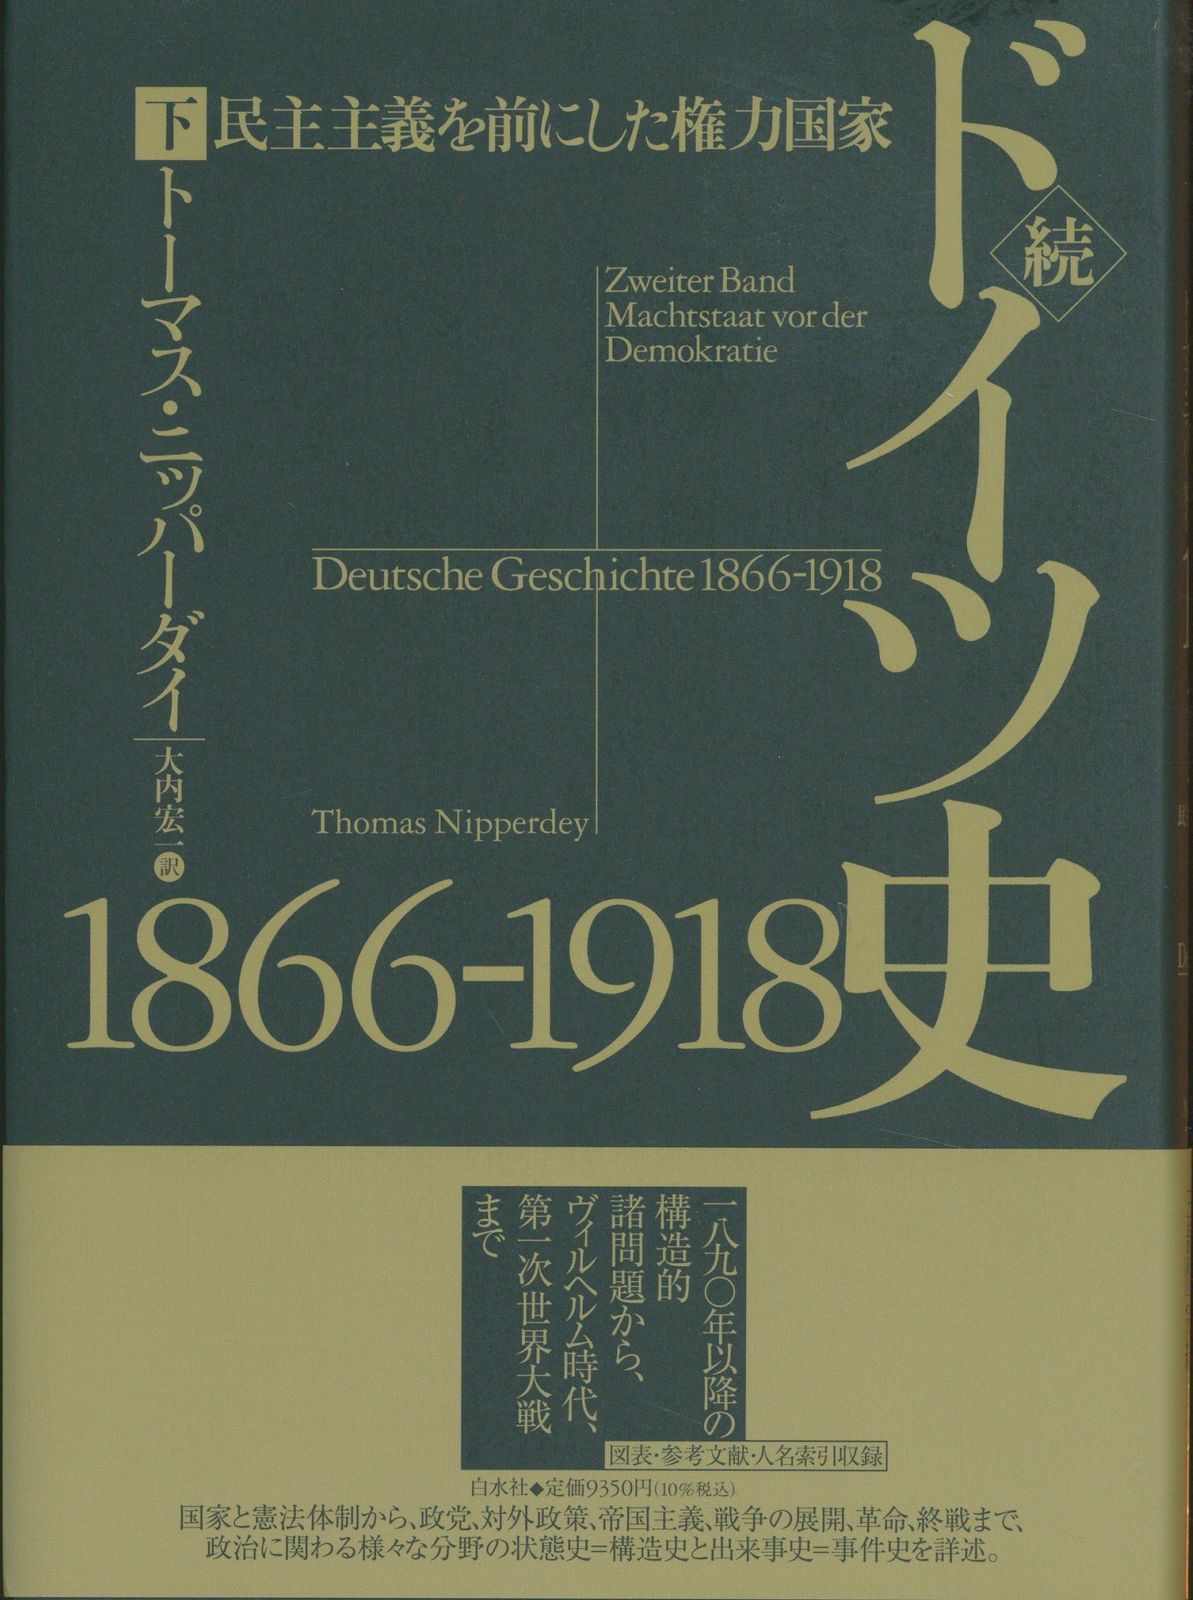 続
ドイツ史
1866-1918
下 民主主義を前にした権力国家
トーマス・ニッパーダイ
大内宏一 訳
Zweiter Band
Machtstaat vor der
Demokratie
Deutsche Geschichte 1866-1918
Thomas Nipperdey
一八九〇年以降の
構造的
諸問題から、
ヴィルヘルム時代、
第一次世界大戦
まで
図表・参考文献・人名索引収録
白水社◆定価9350円(10%税込)
国家と憲法体制から、政党、対外政策、帝国主義、戦争の展開、革命、終戦まで、
政治に関わる様々な分野の状態史=構造史と出来事史=事件史を詳述。